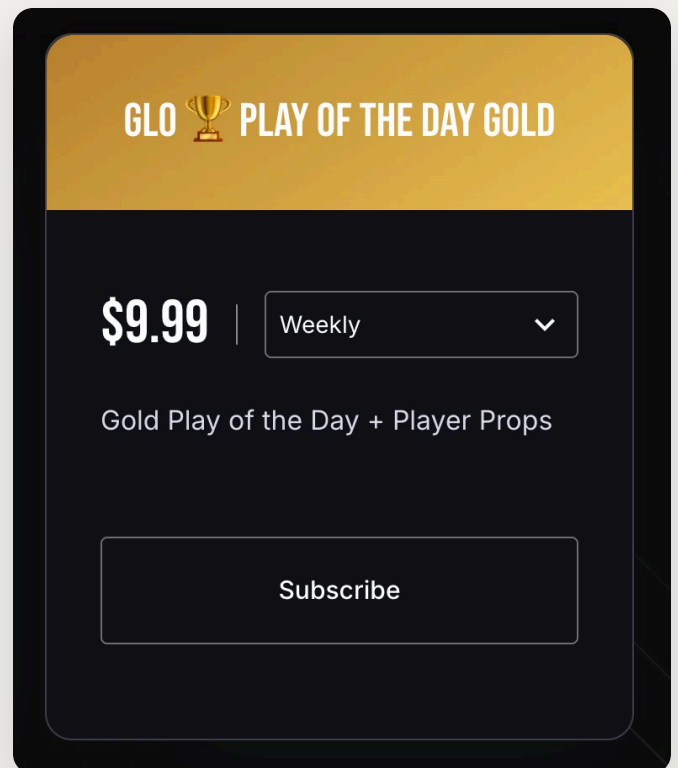 GLO 🏆 PLAY OF THE DAY GOLD
$9.99 | Weekly
Gold Play of the Day + Player Props
Subscribe